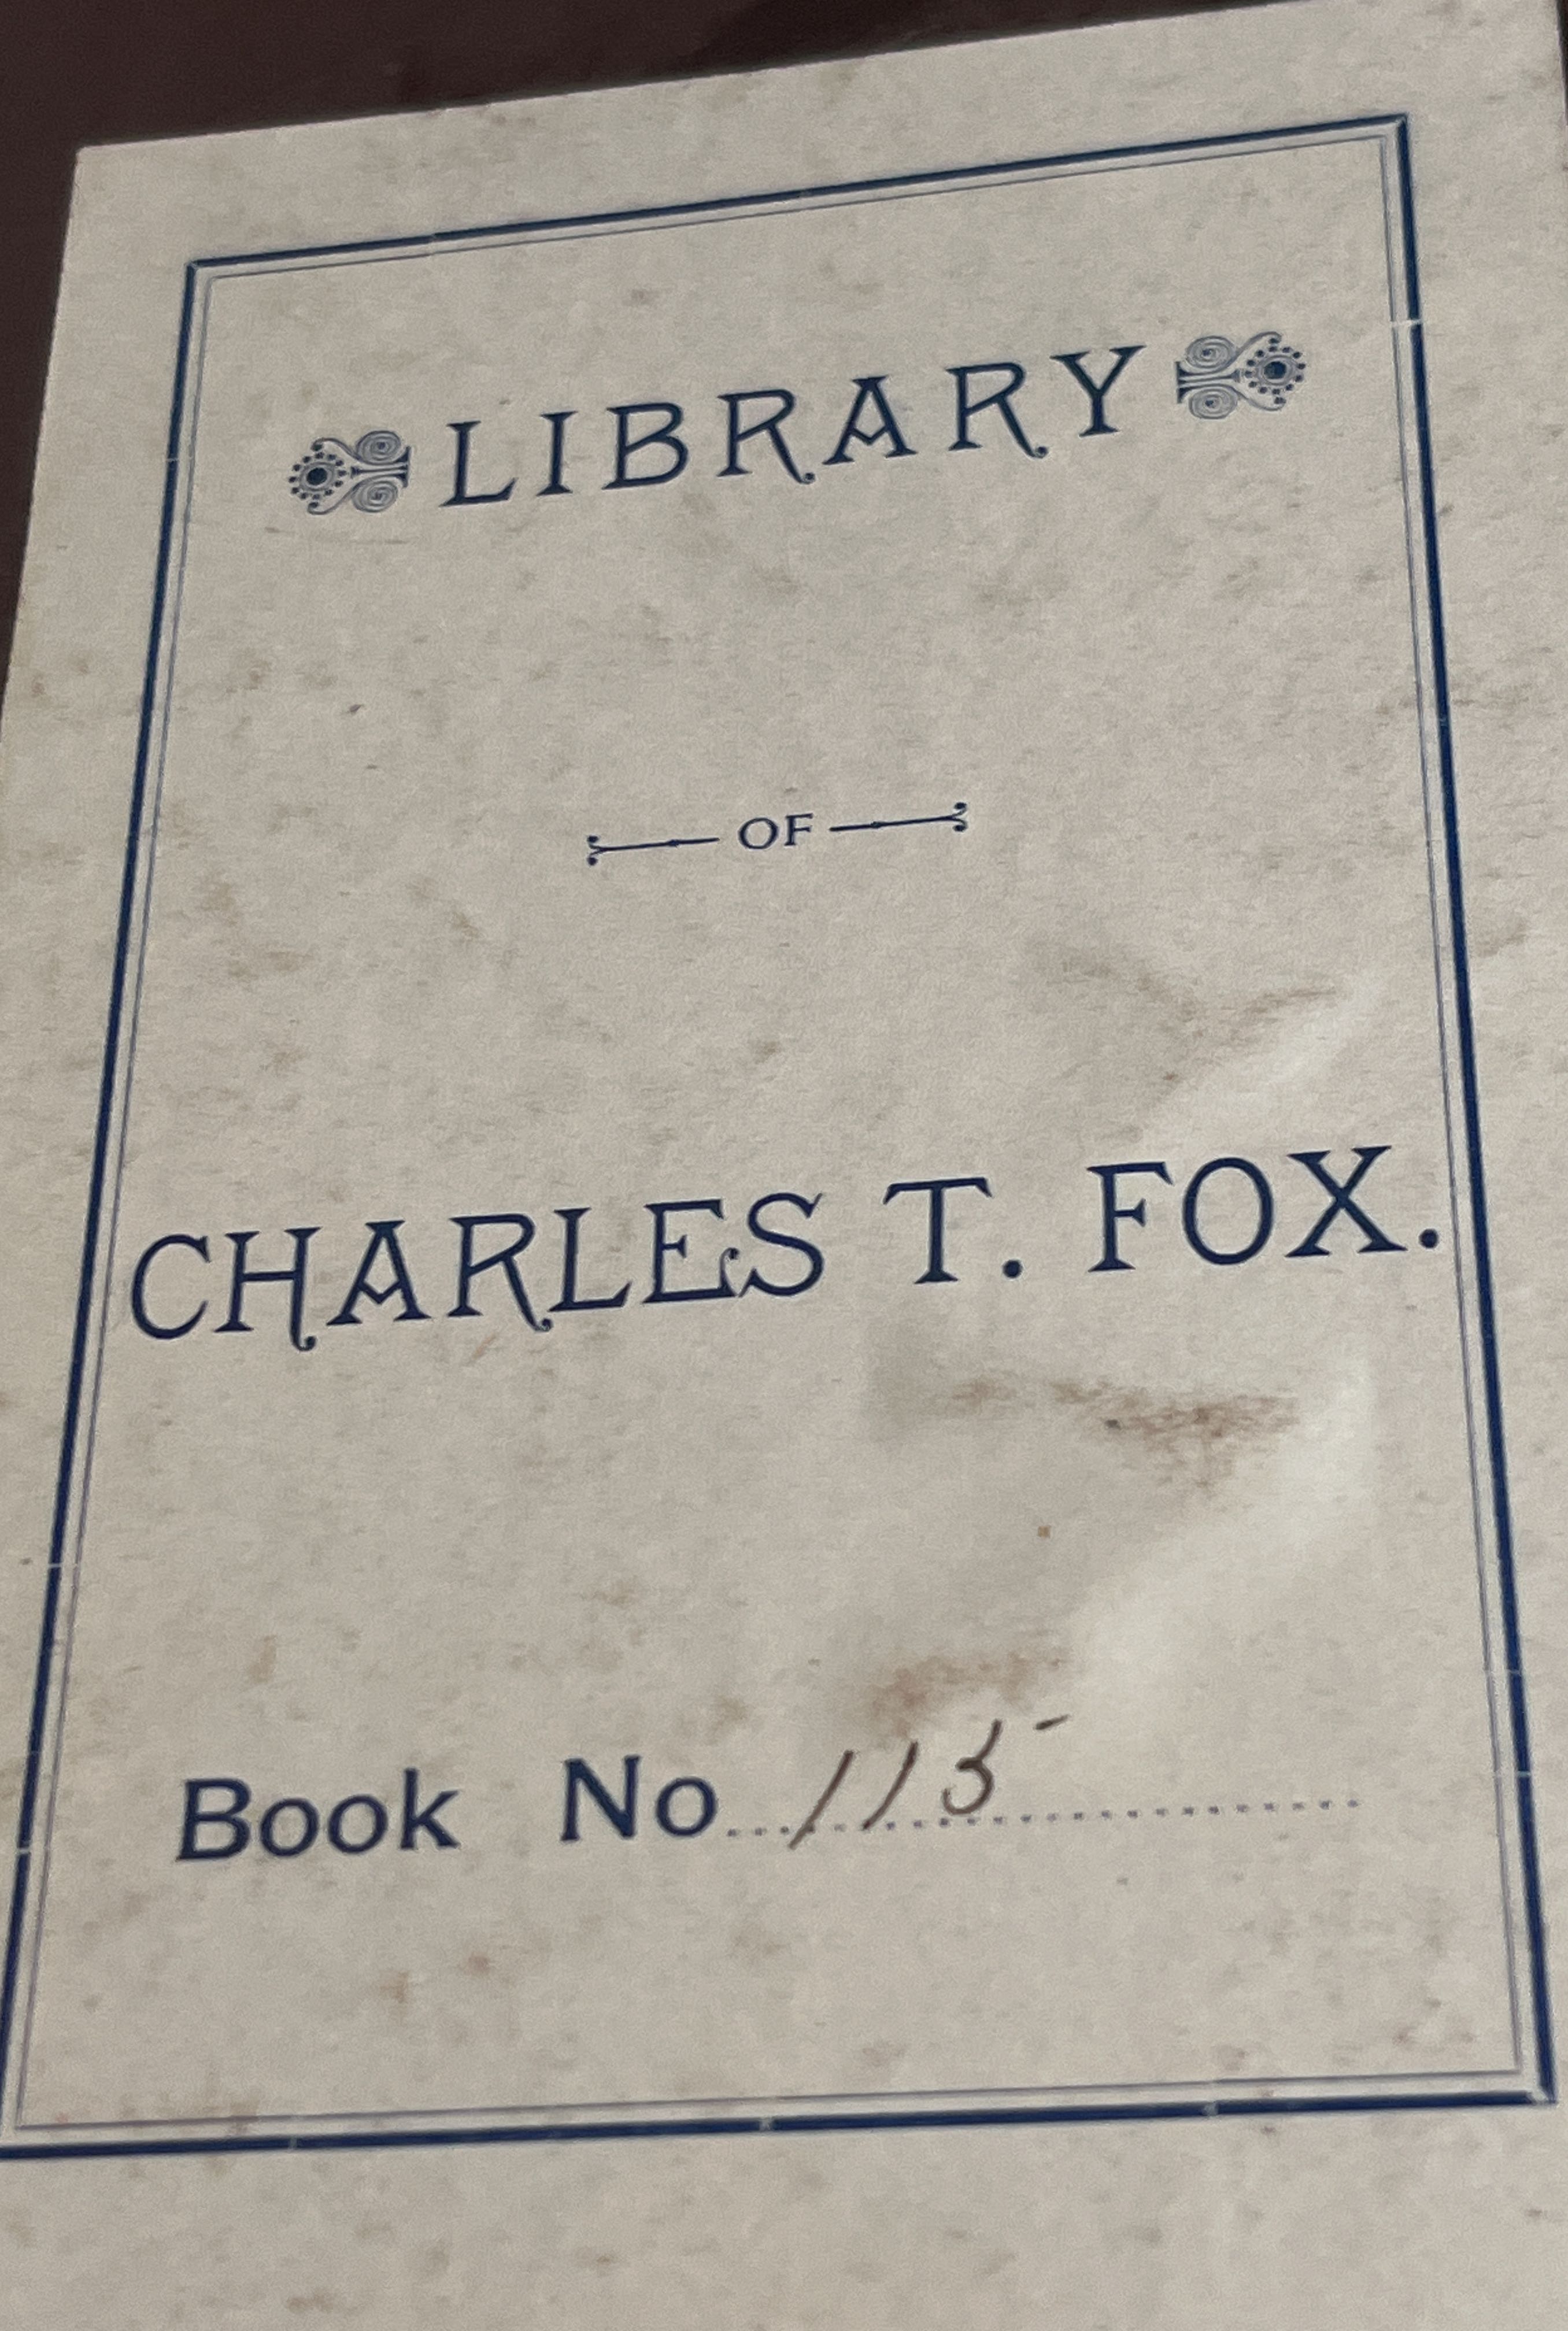 LIBRARY
OF
CHARLES T. FOX.
Book No 115